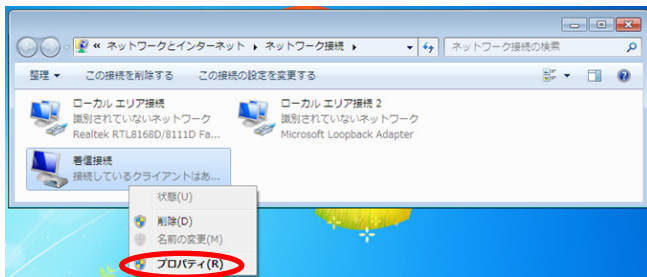 « ネットワークとインターネット ▸ ネットワーク接続 ▸
ネットワーク接続の検索
整理 ▼ この接続を削除する この接続の設定を変更する
ローカル エリア接続
識別されていないネットワーク
Realtek RTL8168D/8111D Fa...
ローカル エリア接続 2
識別されていないネットワーク
Microsoft Loopback Adapter
着信接続
接続しているクライアントはあ...
状態(U)
削除(D)
名前の変更(M)
プロパティ(R)